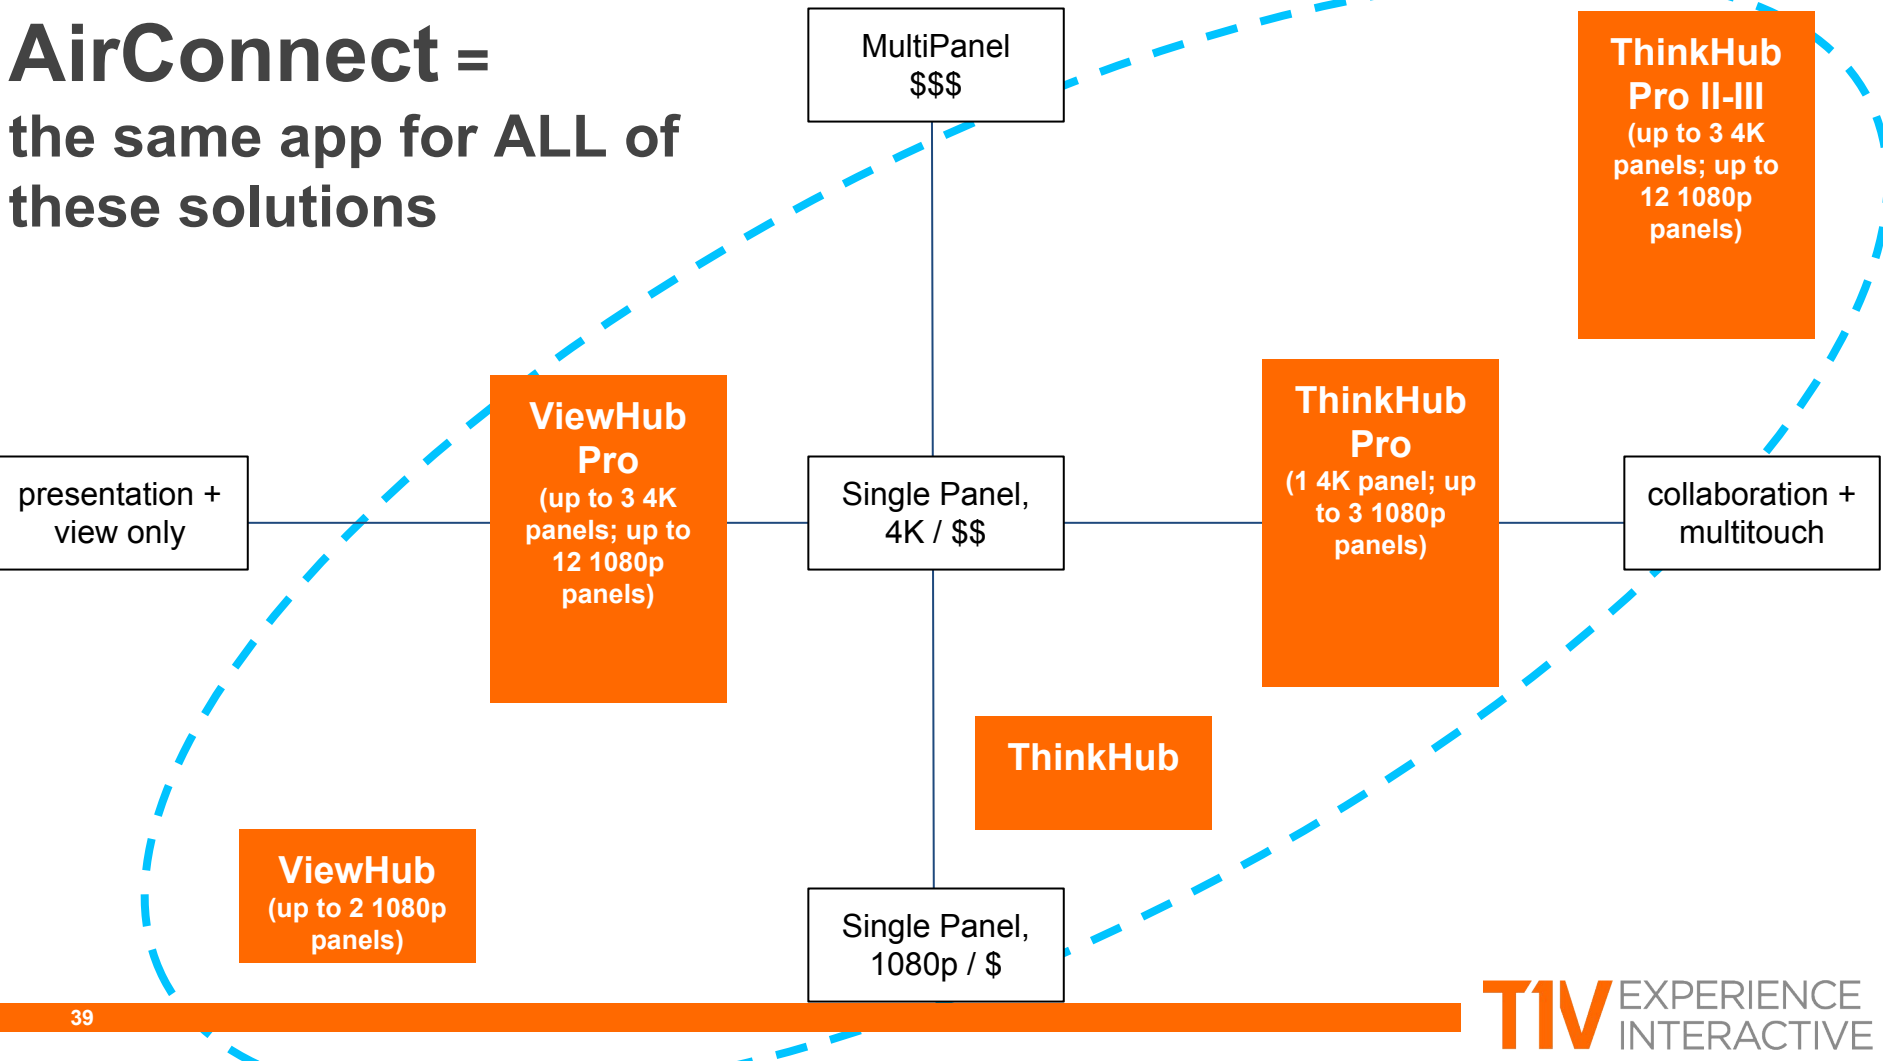 AirConnect =
the same app for ALL of
these solutions
MultiPanel
$$$
ThinkHub
Pro II-III
(up to 3 4K
panels; up to
12 1080p
panels)
presentation +
view only
ViewHub
Pro
(up to 3 4K
panels; up to
12 1080p
panels)
Single Panel,
4K / $$
ThinkHub
Pro
(1 4K panel; up
to 3 1080p
panels)
collaboration +
multitouch
ThinkHub
ViewHub
(up to 2 1080p
panels)
Single Panel,
1080p / $
39
T1V EXPERIENCE
INTERACTIVE